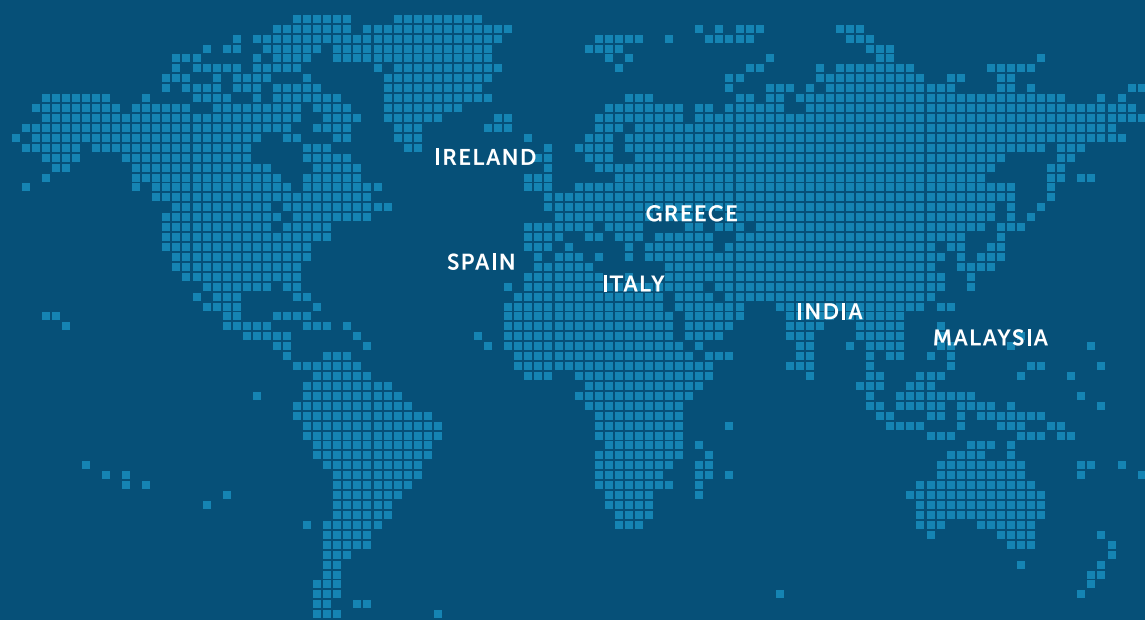 IRELAND
GREECE
SPAIN
ITALY
INDIA
MALAYSIA